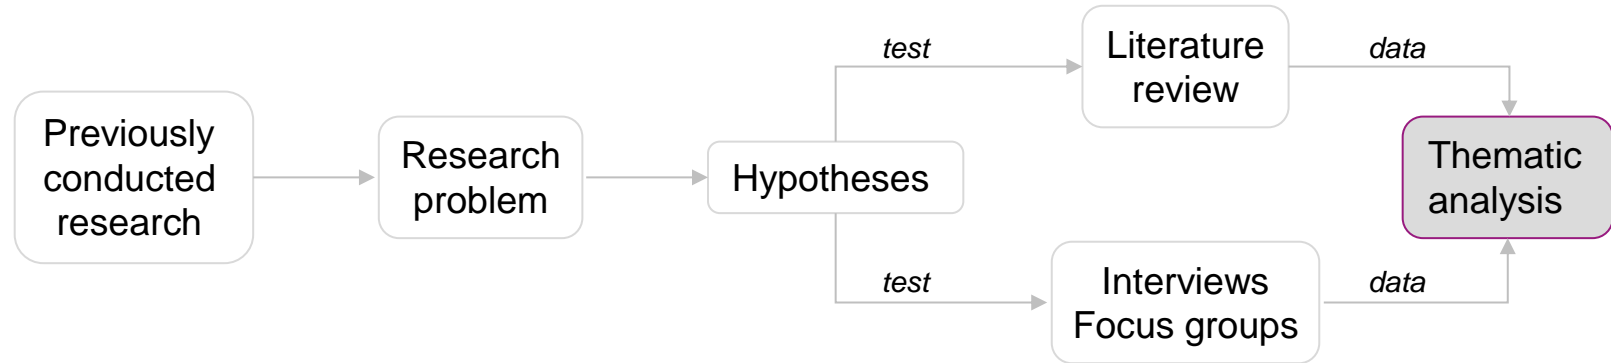 Previously
conducted
research
Research
problem
Hypotheses
test
Literature
review
data
test
Interviews
Focus groups
data
Thematic
analysis